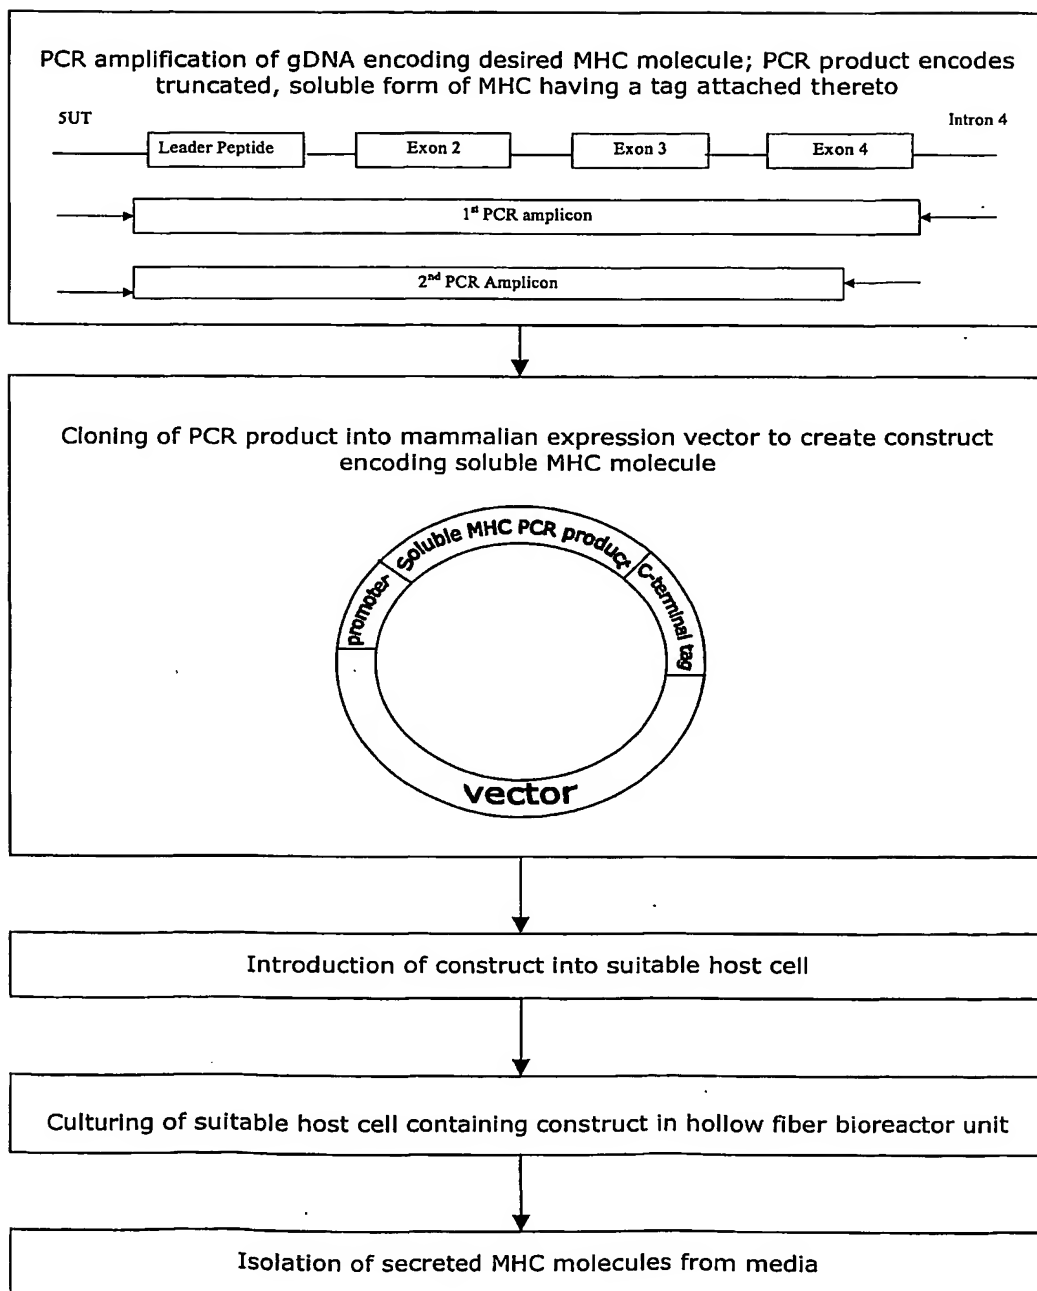 PCR amplification of gDNA encoding desired MHC molecule; PCR product encodes
truncated, soluble form of MHC having a tag attached thereto
5UT
Intron 4
Leader Peptide
Exon 2
Exon 3
Exon 4
1st PCR amplicon
2nd PCR Amplicon
Cloning of PCR product into mammalian expression vector to create construct
encoding soluble MHC molecule
promoter
Soluble MHC PCR product
C-terminal tag
vector
Introduction of construct into suitable host cell
Culturing of suitable host cell containing construct in hollow fiber bioreactor unit
Isolation of secreted MHC molecules from media